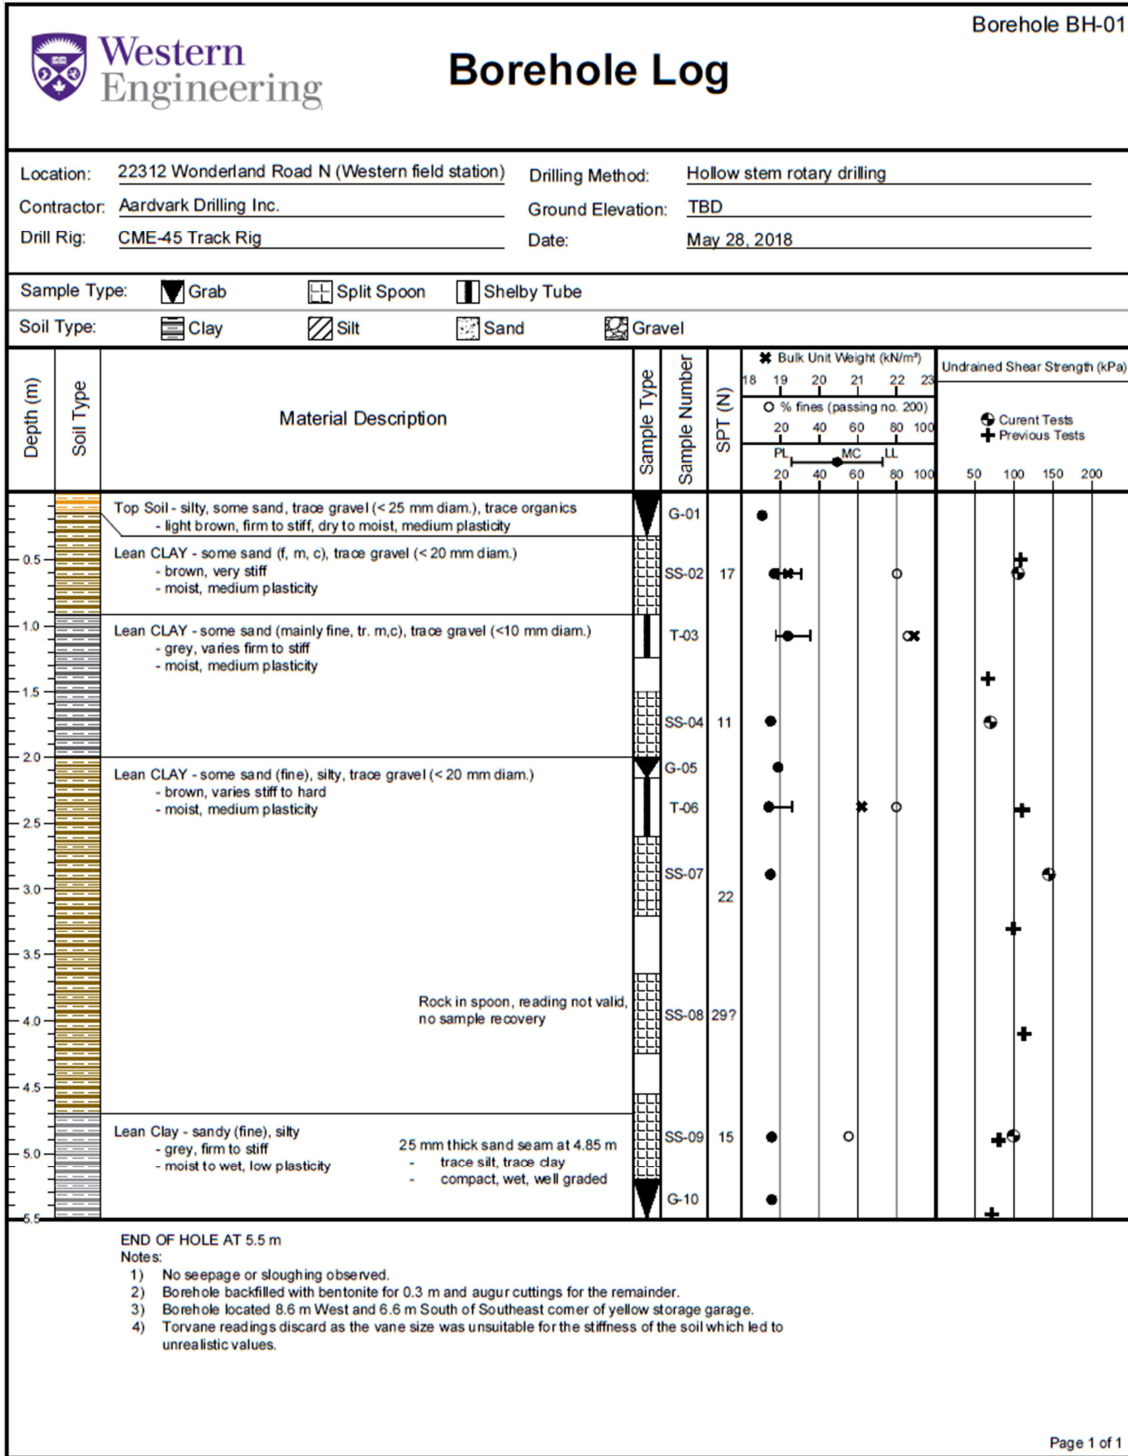 Borehole BH-01
Western
Engineering
Borehole Log
Location: 22312 Wonderland Road N (Western field station) Drilling Method: Hollow stem rotary drilling
Contractor: Aardvark Drilling Inc. Ground Elevation: TBD
Drill Rig: CME-45 Track Rig Date: May 28, 2018
Sample Type: Grab Split Spoon Shelby Tube
Soil Type: Clay Silt Sand Gravel
Depth (m)
Soil Type
Material Description
Sample Type
Sample Number
SPT (N)
Bulk Unit Weight (kN/m³)
18 19 20 21 22 23
% fines (passing no. 200)
20 40 60 80 100
PL MC LL
20 40 60 80 100
Undrained Shear Strength (kPa)
Curent Tests
Previous Tests
50 100 150 200
Top Soil - silty, some sand, trace gravel (< 25 mm diam.), trace organics
- light brown, firm to stiff, dry to moist, medium plasticity
G-01
0.5
Lean CLAY - some sand (f, m, c), trace gravel (< 20 mm diam.)
- brown, very stiff
- moist, medium plasticity
SS-02 17
1.0
Lean CLAY - some sand (mainly fine, tr. m,c), trace gravel (<10 mm diam.)
- grey, varies firm to stiff
- moist, medium plasticity
T-03
1.5
SS-04 11
2.0
Lean CLAY - some sand (fine), silty, trace gravel (< 20 mm diam.)
- brown, varies stiff to hard
- moist, medium plasticity
G-05
T-06
2.5
SS-07
3.0
22
3.5
Rock in spoon, reading not valid,
no sample recovery
SS-08 29?
4.0
4.5
Lean Clay - sandy (fine), silty
- grey, firm to stiff
- moist to wet, low plasticity
25 mm thick sand seam at 4.85 m
- trace silt, trace clay
- compact, wet, well graded
SS-09 15
5.0
G-10
5.5
END OF HOLE AT 5.5 m
Notes:
1) No seepage or sloughing observed.
2) Borehole backfilled with bentonite for 0.3 m and augur cuttings for the remainder.
3) Borehole located 8.6 m West and 6.6 m South of Southeast corner of yellow storage garage.
4) Torvane readings discard as the vane size was unsuitable for the stiffness of the soil which led to
unrealistic values.
Page 1 of 1